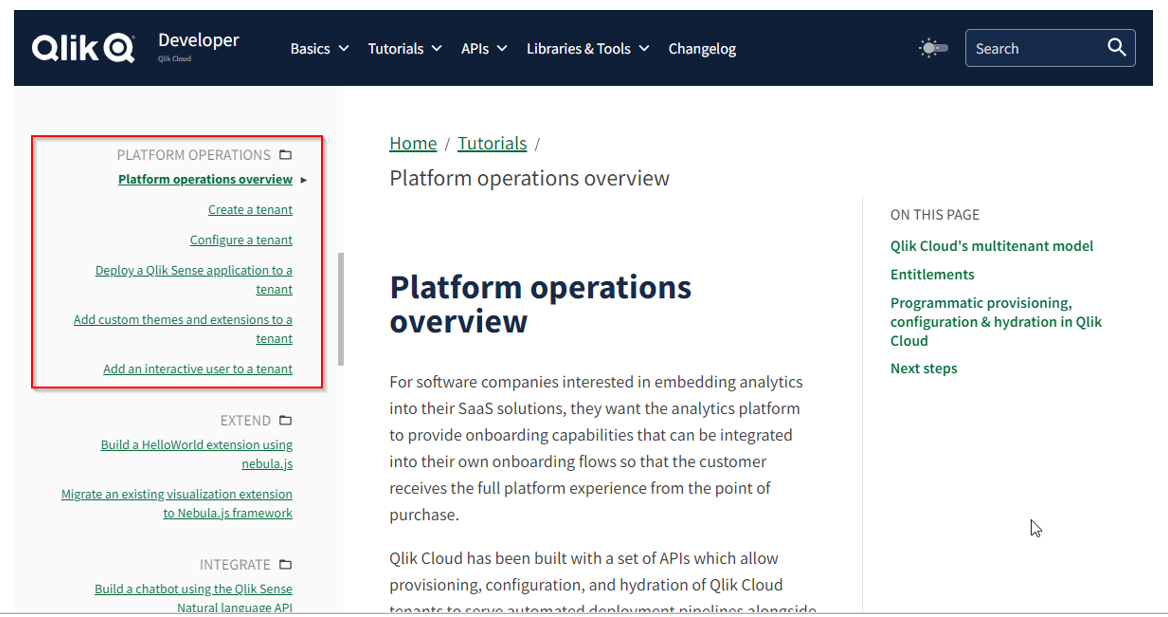 Qlik
Developer
Qlik Cloud
Basics
Tutorials
APIs
Libraries & Tools
Changelog
Search
PLATFORM OPERATIONS
Platform operations overview
Create a tenant
Configure a tenant
Deploy a Qlik Sense application to a
tenant
Add custom themes and extensions to a
tenant
Add an interactive user to a tenant
EXTEND
Build a HelloWorld extension using
nebula.js
Migrate an existing visualization extension
to Nebula.js framework
INTEGRATE
Build a chatbot using the Qlik Sense
Natural language API
Home / Tutorials /
Platform operations overview
Platform operations
overview
For software companies interested in embedding analytics
into their SaaS solutions, they want the analytics platform
to provide onboarding capabilities that can be integrated
into their own onboarding flows so that the customer
receives the full platform experience from the point of
purchase.
Qlik Cloud has been built with a set of APIs which allow
provisioning, configuration, and hydration of Qlik Cloud
tenants to serve automated deployment pipelines alongside
ON THIS PAGE
Qlik Cloud's multitenant model
Entitlements
Programmatic provisioning,
configuration & hydration in Qlik
Cloud
Next steps